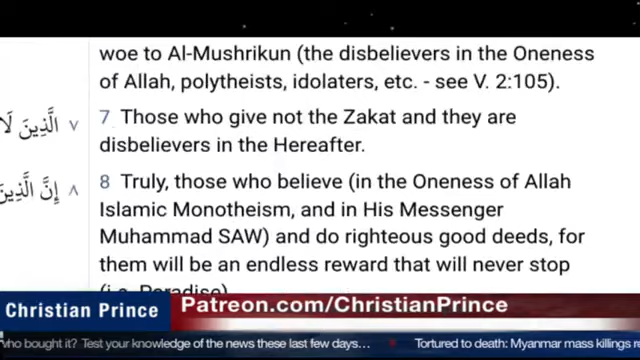 woe to Al-Mushrikun (the disbelievers in the Oneness
of Allah, polytheists, idolaters, etc. - see V. 2:105).
٧ الَّذِينَ لَا
7 Those who give not the Zakat and they are
disbelievers in the Hereafter.
٨ إِنَّ الَّذِينَ
8 Truly, those who believe (in the Oneness of Allah
Islamic Monotheism, and in His Messenger
Muhammad SAW) and do righteous good deeds, for
them will be an endless reward that will never stop
(i.e. Paradise)
Christian Prince
Patreon.com/ChristianPrince
who bought it? Test your knowledge of the news these last few days...
Tortured to death: Myanmar mass killings